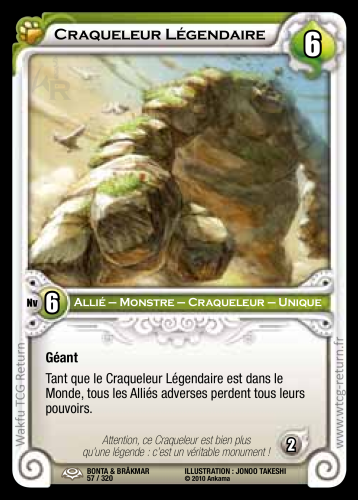 Craqueleur Légendaire
6
Nv 6 Allié – Monstre – Craqueleur – Unique
Géant
Tant que le Craqueleur Légendaire est dans le
Monde, tous les Alliés adverses perdent tous leurs
pouvoirs.
Attention, ce Craqueleur est bien plus
qu'une légende : c'est un véritable monument !
2
BONTA & BRÂKMAR
57 / 320
ILLUSTRATION : JONOO TAKESHI
© 2010 Ankama
Wakfu TCG Return
www.wtcg-return.fr